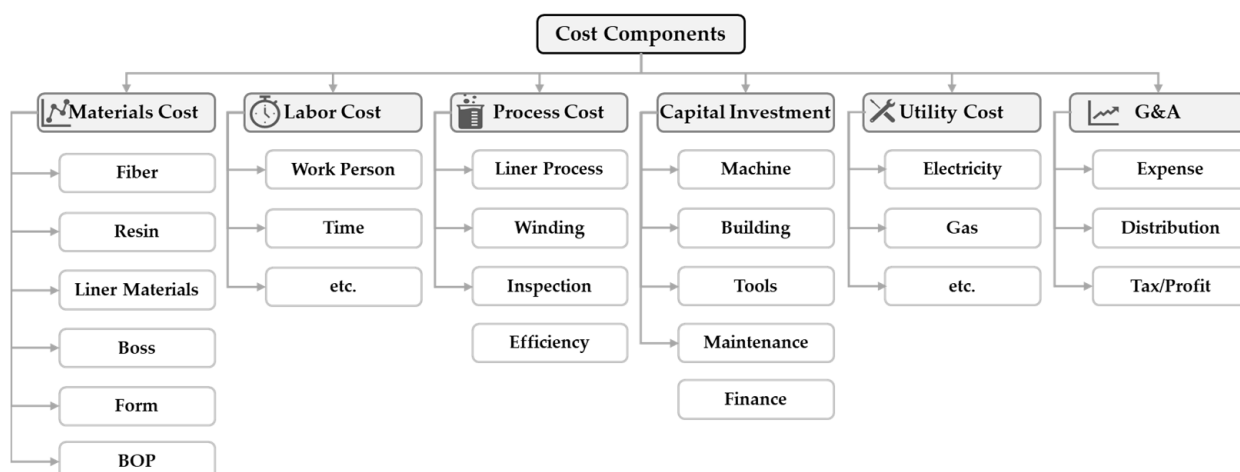 Cost Components
Materials Cost
Labor Cost
Process Cost
Capital Investment
Utility Cost
G&A
Fiber
Resin
Liner Materials
Boss
Form
BOP
Work Person
Time
etc.
Liner Process
Winding
Inspection
Efficiency
Machine
Building
Tools
Maintenance
Finance
Electricity
Gas
etc.
Expense
Distribution
Tax/Profit